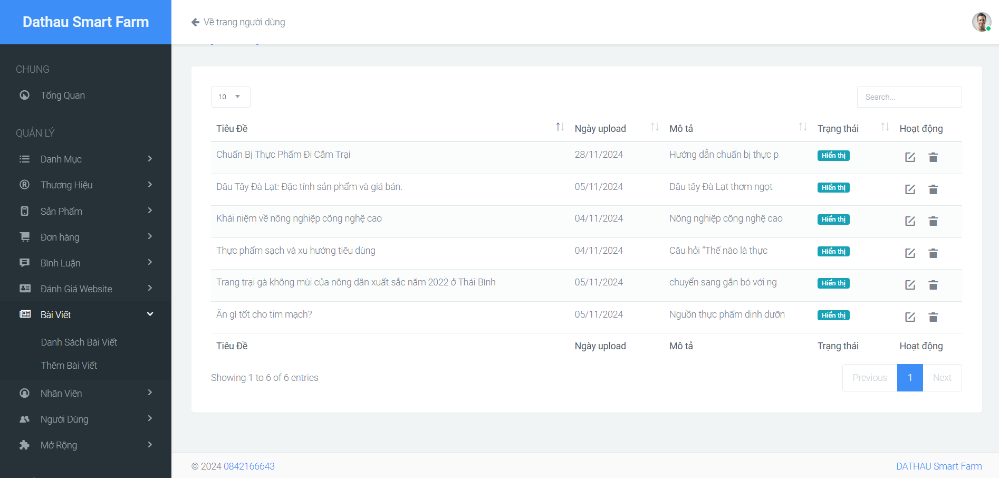 Dathau Smart Farm
Về trang người dùng
CHUNG
Tổng Quan
QUẢN LÝ
Danh Mục
Thương Hiệu
Sản Phẩm
Đơn hàng
Bình Luận
Đánh Giá Website
Bài Viết
Danh Sách Bài Viết
Thêm Bài Viết
Nhân Viên
Người Dùng
Mở Rộng
10
Search...
Tiêu Đề Ngày upload Mô tả Trạng thái Hoạt động
Chuẩn Bị Thực Phẩm Đi Cắm Trại 28/11/2024 Hướng dẫn chuẩn bị thực p Hiển thị
Dâu Tây Đà Lạt: Đặc tính sản phẩm và giá bán. 05/11/2024 Dâu tây Đà Lạt thơm ngọt Hiển thị
Khái niệm về nông nghiệp công nghệ cao 04/11/2024 Nông nghiệp công nghệ cao Hiển thị
Thực phẩm sạch và xu hướng tiêu dùng 04/11/2024 Câu hỏi “Thế nào là thực Hiển thị
Trang trại gà không mùi của nông dân xuất sắc năm 2022 ở Thái Bình 05/11/2024 chuyển sang gắn bó với ng Hiển thị
Ăn gì tốt cho tim mạch? 05/11/2024 Nguồn thực phẩm dinh dưỡn Hiển thị
Tiêu Đề Ngày upload Mô tả Trạng thái Hoạt động
Showing 1 to 6 of 6 entries
Previous 1 Next
© 2024 0842166643
DATHAU Smart Farm